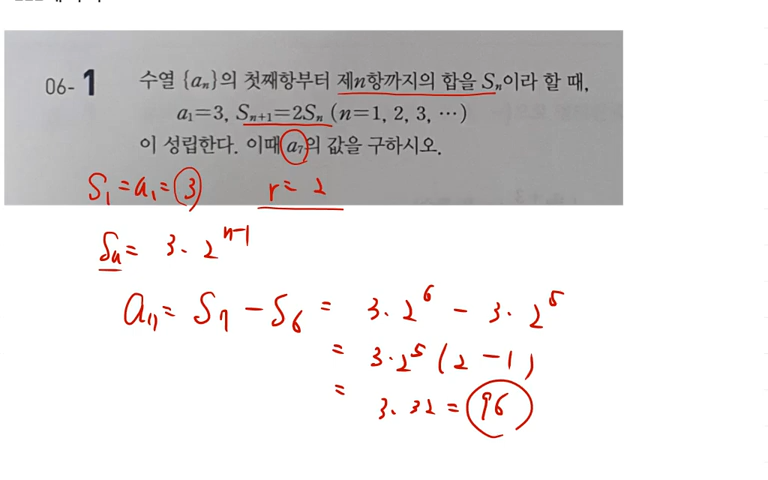 06-1 수열 {aₙ}의 첫째항부터 제n항까지의 합을 Sₙ이라 할 때,
a₁=3, Sₙ₊₁=2Sₙ (n=1, 2, 3, ⋯)
이 성립한다. 이때 a₇의 값을 구하시오.
S₁=a₁=3 r=2
Sₙ= 3·2ⁿ⁻¹
a₇= S₇-S₆ = 3·2⁶ - 3·2⁵
= 3·2⁵(2-1)
= 3·32=96